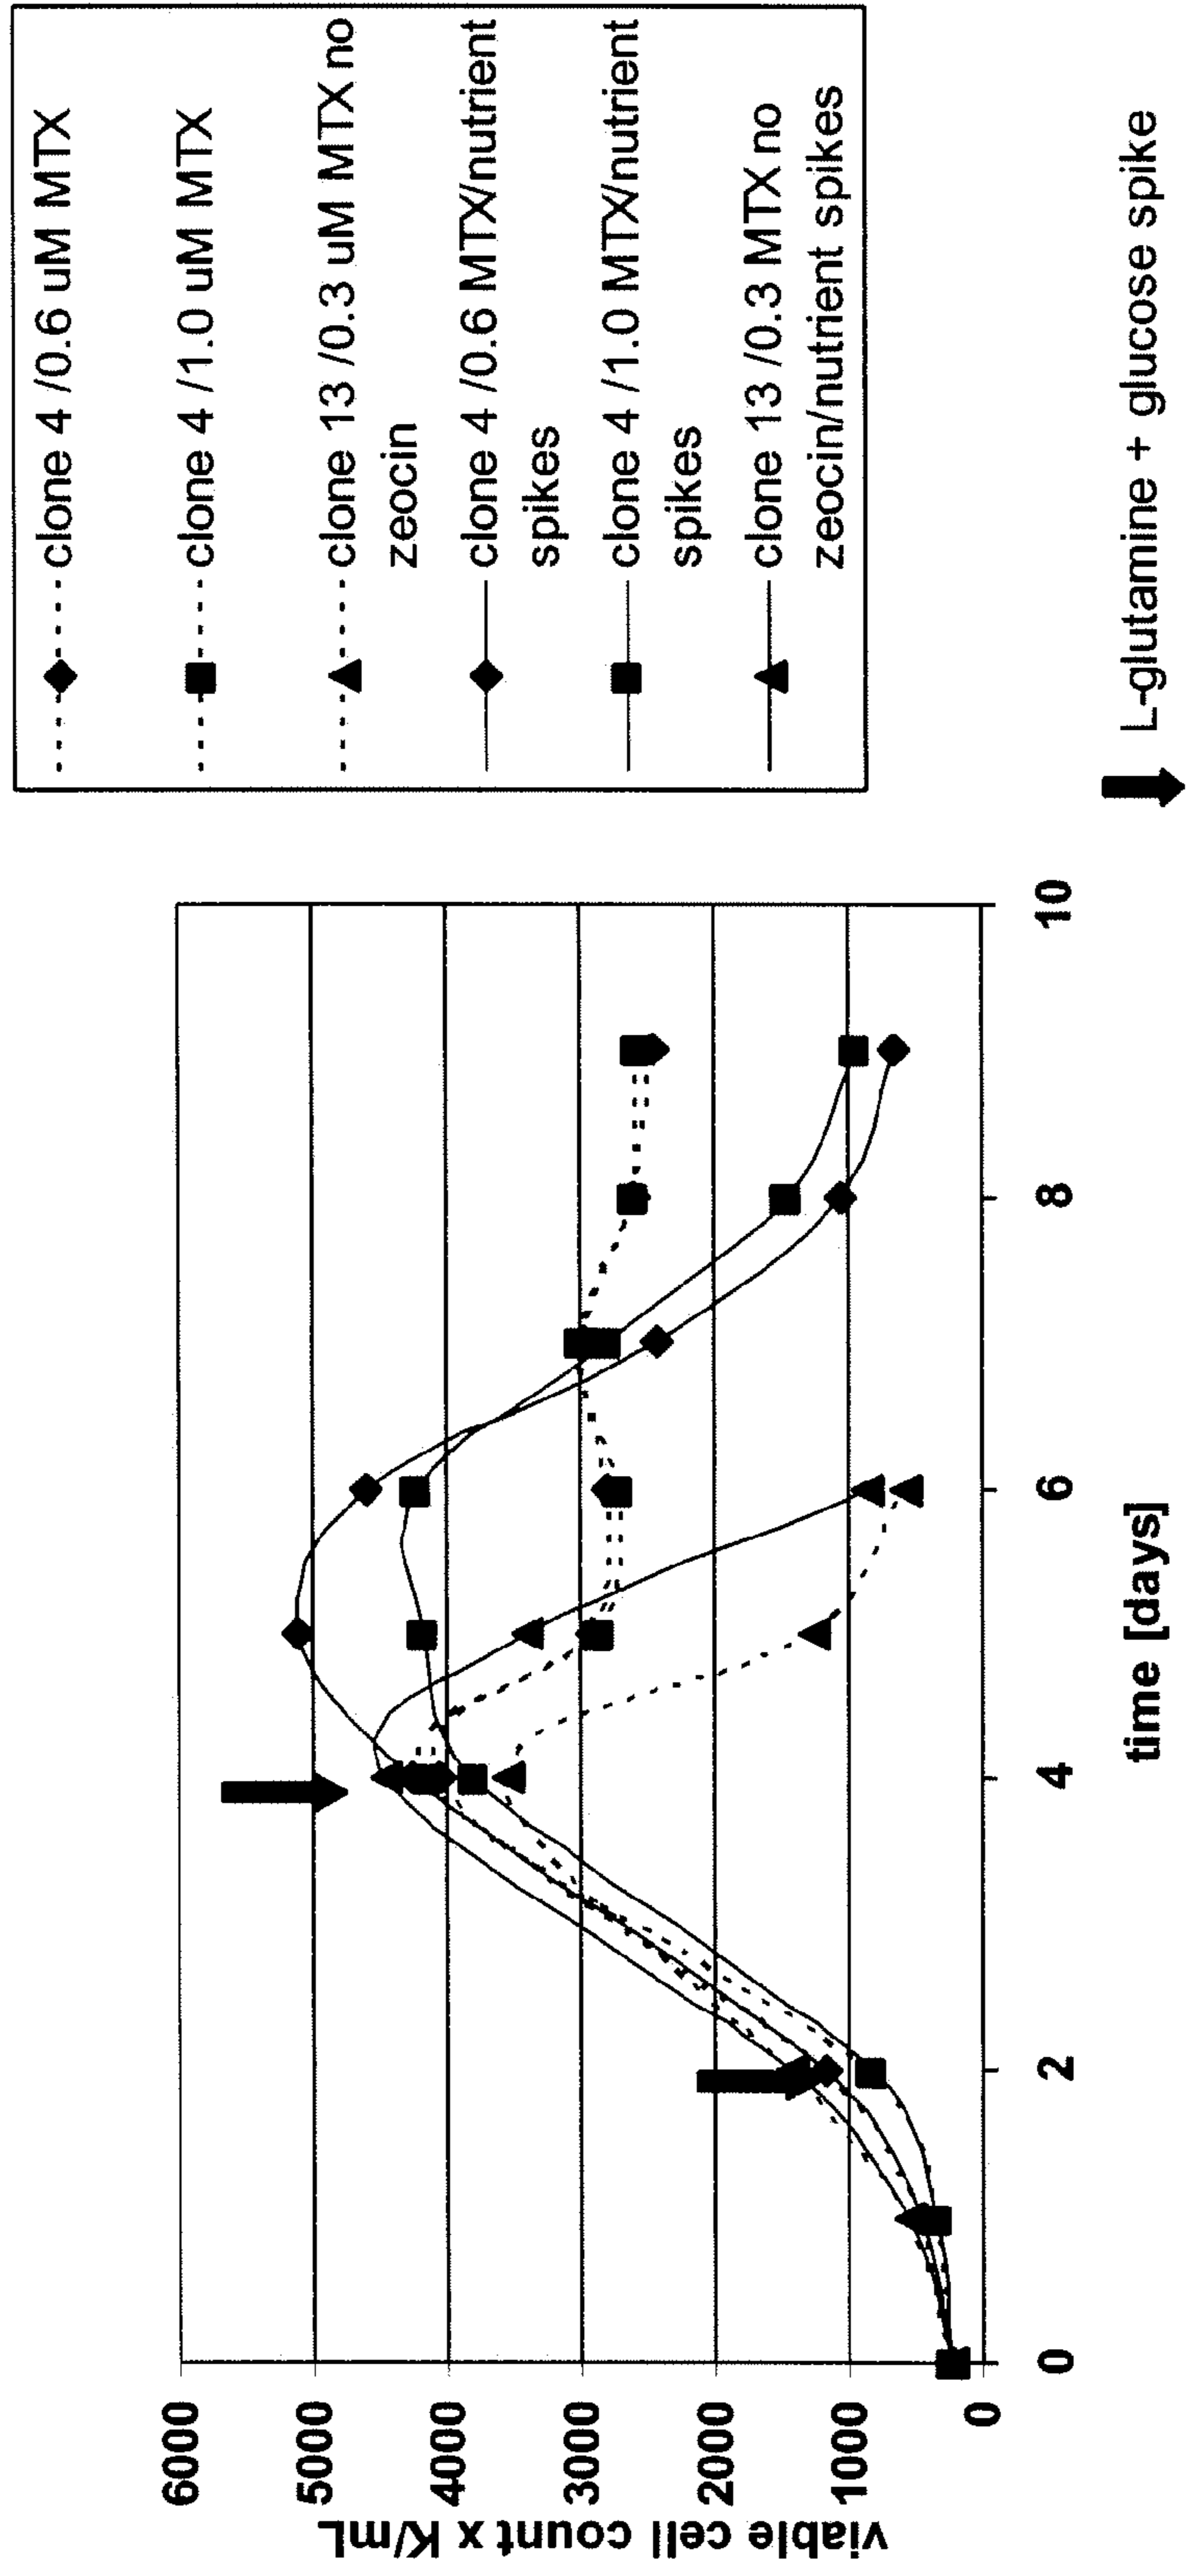 viable cell count x K/mL
6000
5000
4000
3000
2000
1000
0
0
2
4
6
8
10
time [days]
clone 4 /0.6 uM MTX
clone 4 /1.0 uM MTX
clone 13 /0.3 uM MTX no
zeocin
clone 4 /0.6 MTX/nutrient
spikes
clone 4 /1.0 MTX/nutrient
spikes
clone 13 /0.3 MTX no
zeocin/nutrient spikes
L-glutamine + glucose spike